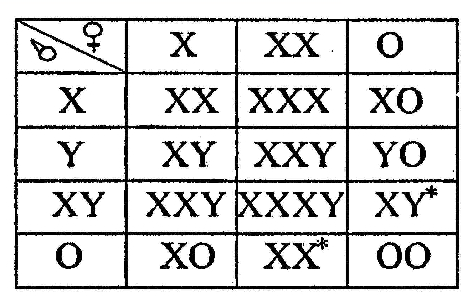 ♂ ♀ X XX O
X XX XXX XO
Y XY XXY YO
XY XXY XXXY XY*
O XO XX* OO